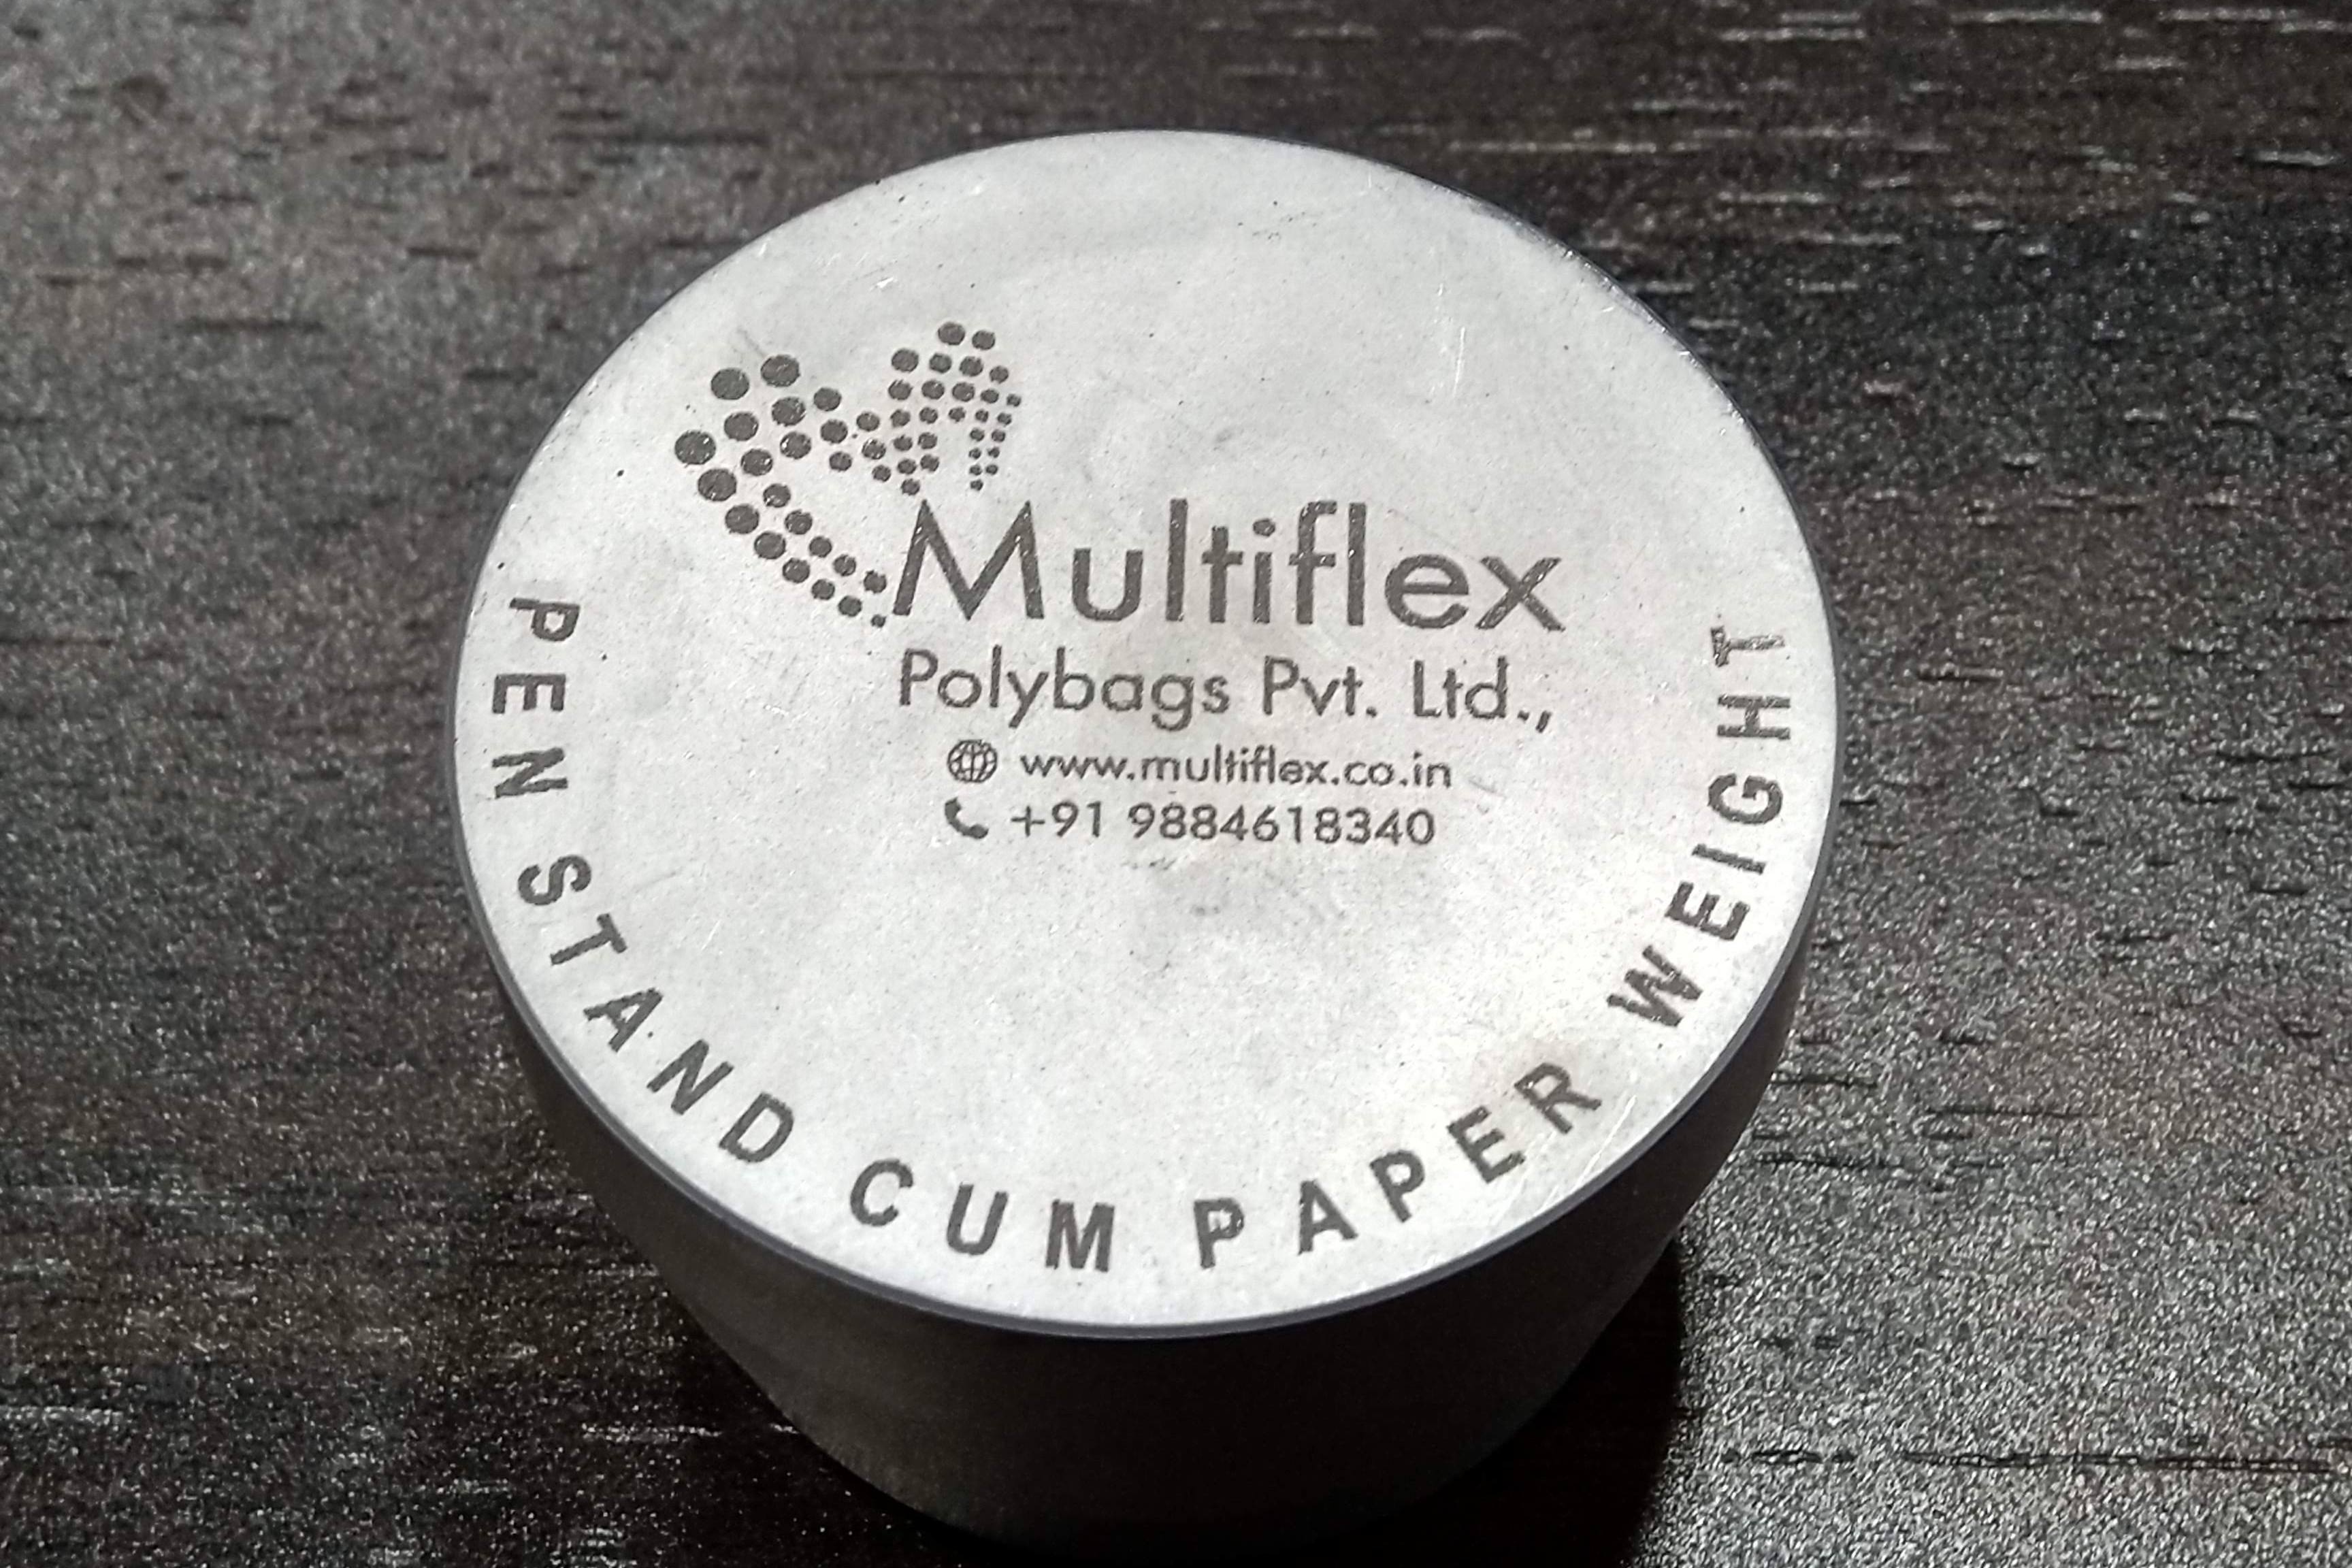 Multiflex
Polybags Pvt. Ltd.,
www.multiflex.co.in
+91 9884618340
PEN STAND CUM PAPER WEIGHT